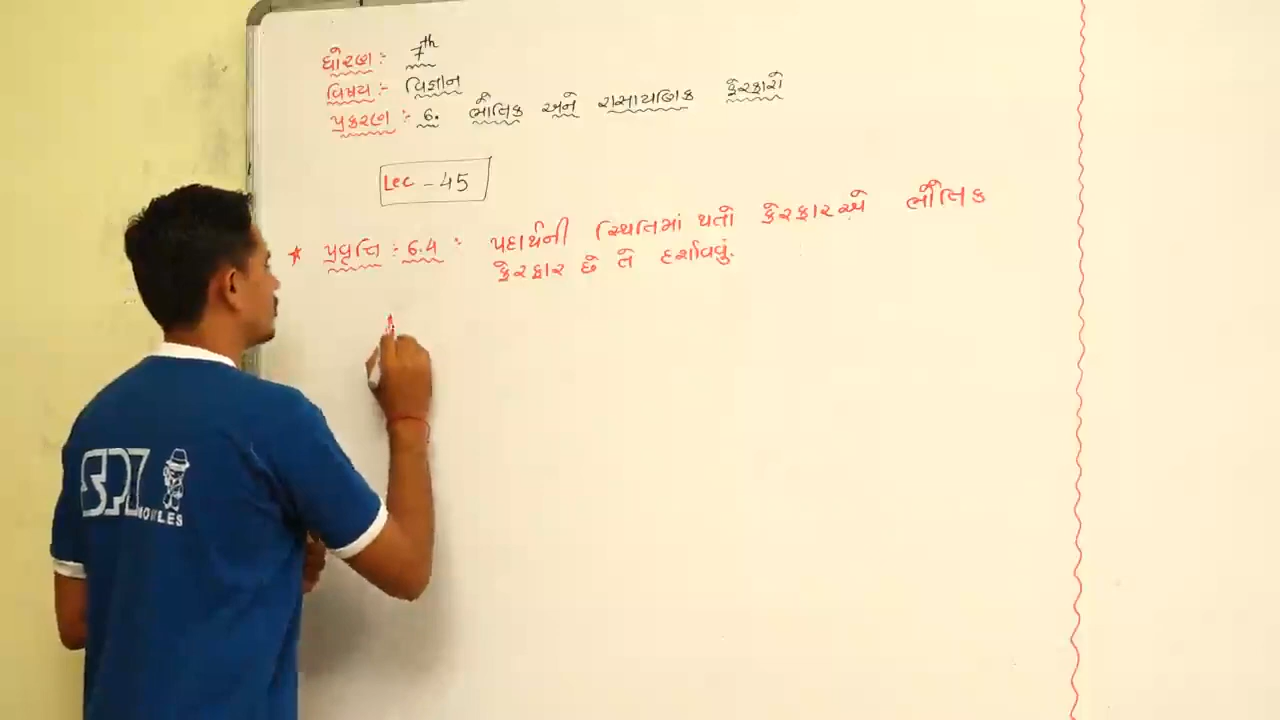 ધોરણ :- 7th
વિષય :- વિજ્ઞાન
પ્રકરણ :- 6. ભૌતિક અને રાસાયણિક ફેરફારો
Lec - 45
* પ્રવૃત્તિ :- 6.4 : પદાર્થની સ્થિતિમાં થતો ફેરફાર એ ભૌતિક
ફેરફાર છે તે દર્શાવવું.